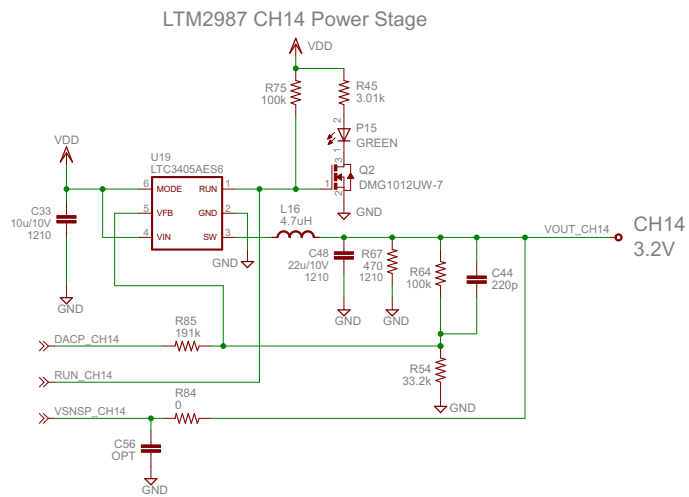 LTM2987 CH14 Power Stage
VDD
R75
100k
R45
3.01k
2
P15
GREEN
1
VDD
U19
LTC3405AES6
6 MODE RUN 1
5 VFB GND 2
4 VIN SW 3
3
Q2
DMG1012UW-7
1
2
GND
C33
10u/10V
1210
GND
GND
L16
4.7uH
VOUT_CH14
CH14
3.2V
C48
22u/10V
1210
GND
R67
470
1210
GND
R64
100k
C44
220p
DACP_CH14
R85
191k
R54
33.2k
GND
RUN_CH14
VSNSP_CH14
R84
0
C56
OPT
GND